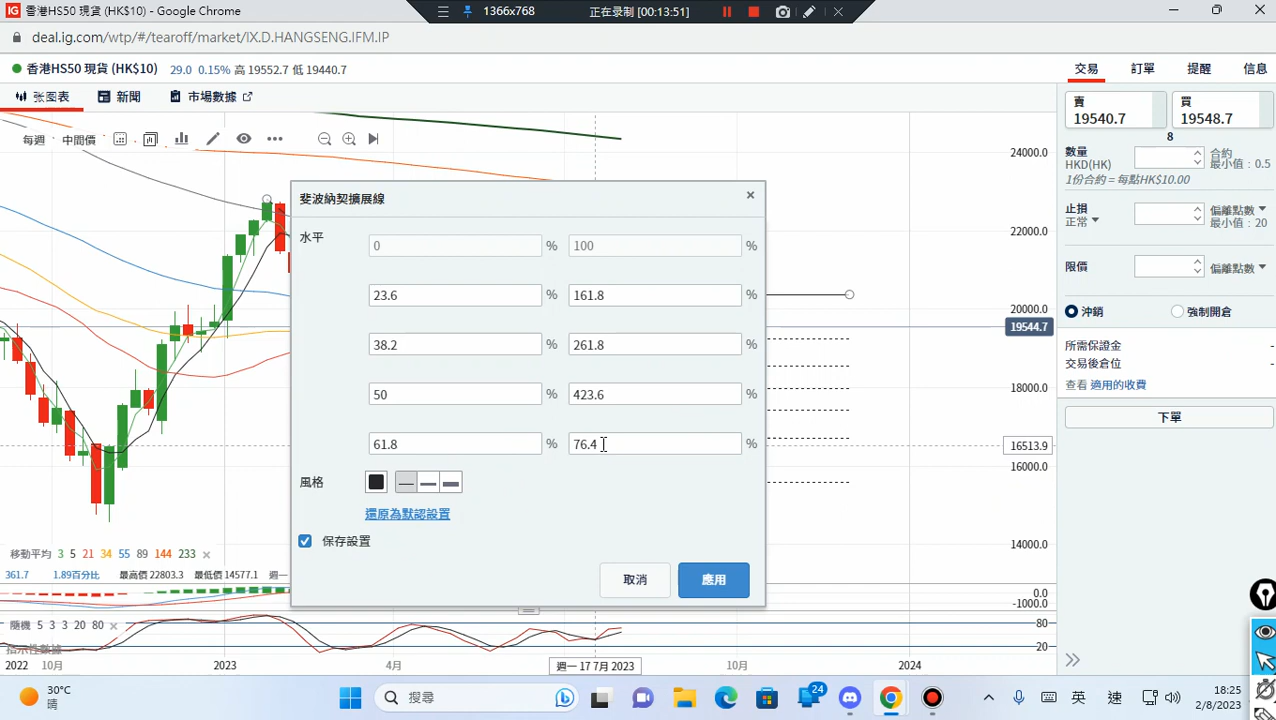 香港HS50 現貨 (HK$10) - Google Chrome
1366x768
正在录制 [00:13:51]
deal.ig.com/wtp/#/tearoff/market/IX.D.HANGSENG.IFM.IP
香港HS50 現貨 (HK$10) 29.0 0.15% 高 19552.7 低 19440.7
交易 訂單 提醒 信息
张图表 新聞 市場數據
賣 19540.7
買 19548.7
8
每週 中間價
數量 HKD(HK)
合約 最小值 : 0.5
1份合約 = 每點HK$10.00
止損 正常
偏離點數 最小值 : 20
限價 偏離點數
沖銷 強制開倉
所需保證金 -
交易後倉位 -
查看 適用的收費
下單
斐波納契擴展線
水平
0 % 100 %
23.6 % 161.8 %
38.2 % 261.8 %
50 % 423.6 %
61.8 % 76.4 %
風格
還原為默認設置
保存設置
取消 應用
24000.0
22000.0
20000.0
19544.7
18000.0
16513.9
16000.0
14000.0
0.0
-1000.0
80
20
移動平均 3 5 21 34 55 89 144 233
361.7 1.89百分比 最高價 22803.3 最低價 14577.1 週一
隨機 5 3 3 20 80
指示性數據
2022 10月 2023 4月 週一 17 7月 2023 10月 2024
30°C
晴
搜尋
24
英 速
18:25
2/8/2023